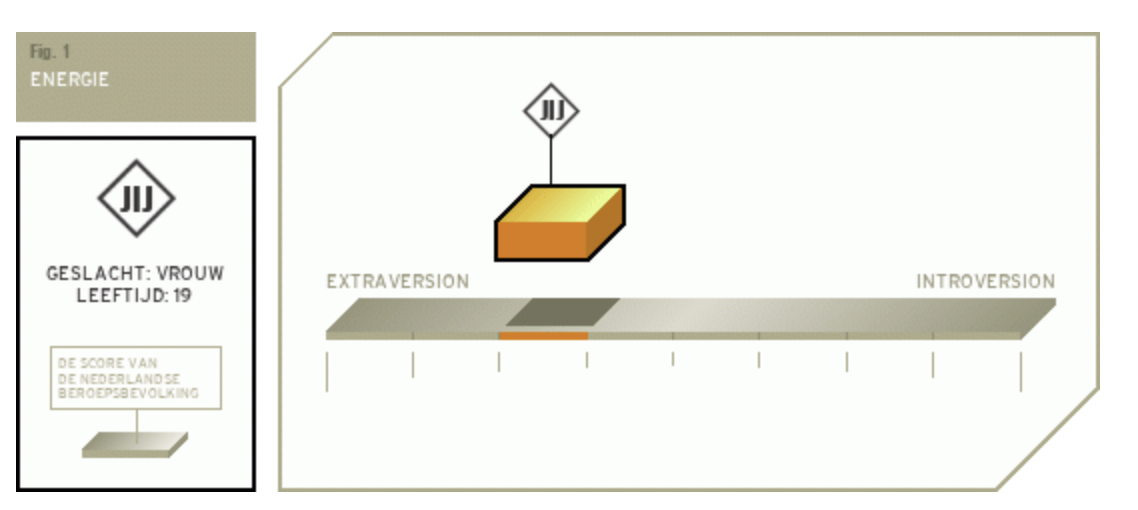 Fig. 1
ENERGIE
JIJ
GESLACHT: VROUW
LEEFTIJD: 19
DE SCORE VAN
DE NEDERLANDSE
BEROEPSBEVOLKING
JIJ
EXTRAVERSION
INTROVERSION